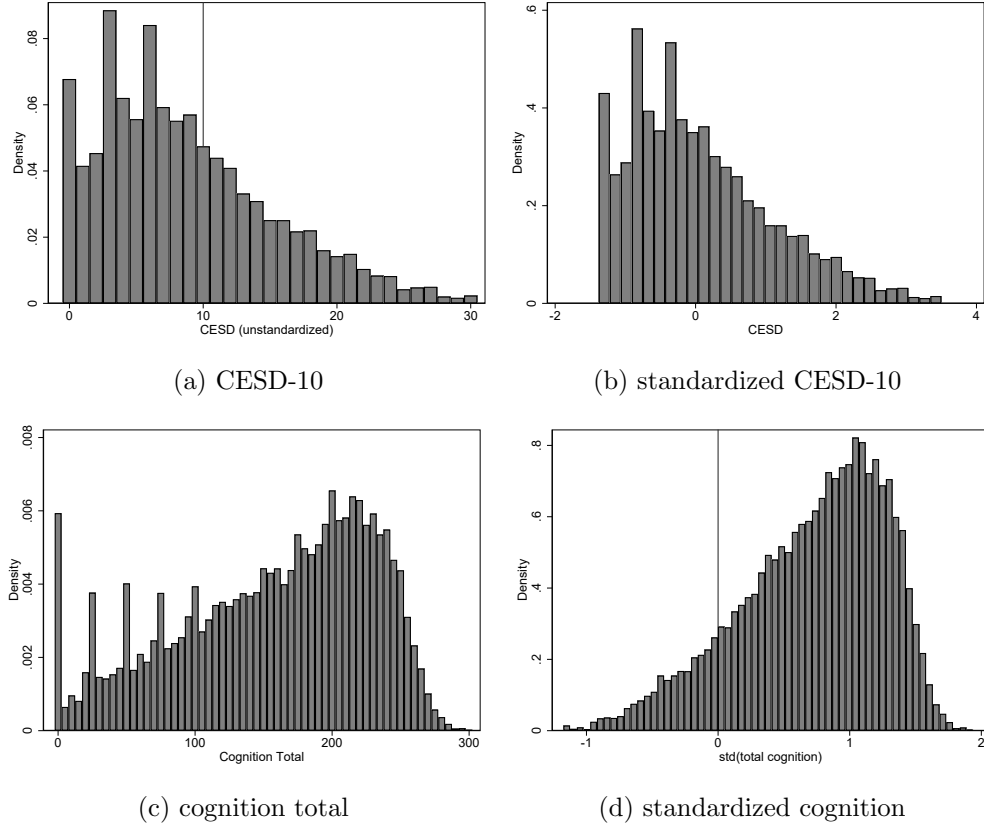 Density
0 .02 .04 .06 .08
0 10 20 30
CESD (unstandardized)
(a) CESD-10
Density
0 .2 .4 .6
-2 0 2 4
CESD
(b) standardized CESD-10
Density
0 .002 .004 .006 .008
0 100 200 300
Cognition Total
(c) cognition total
Density
0 .2 .4 .6 .8
-1 0 1 2
std(total cognition)
(d) standardized cognition